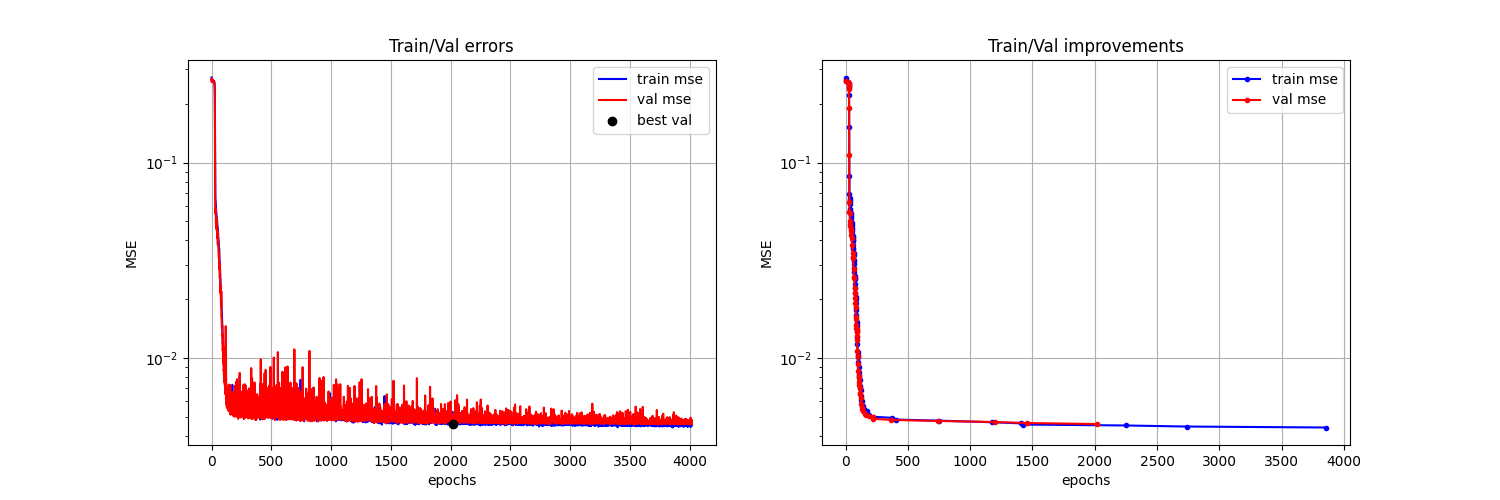 Train/Val errors
train mse
val mse
best val
10⁻¹
10⁻²
MSE
0 500 1000 1500 2000 2500 3000 3500 4000
epochs
Train/Val improvements
train mse
val mse
10⁻¹
10⁻²
MSE
0 500 1000 1500 2000 2500 3000 3500 4000
epochs